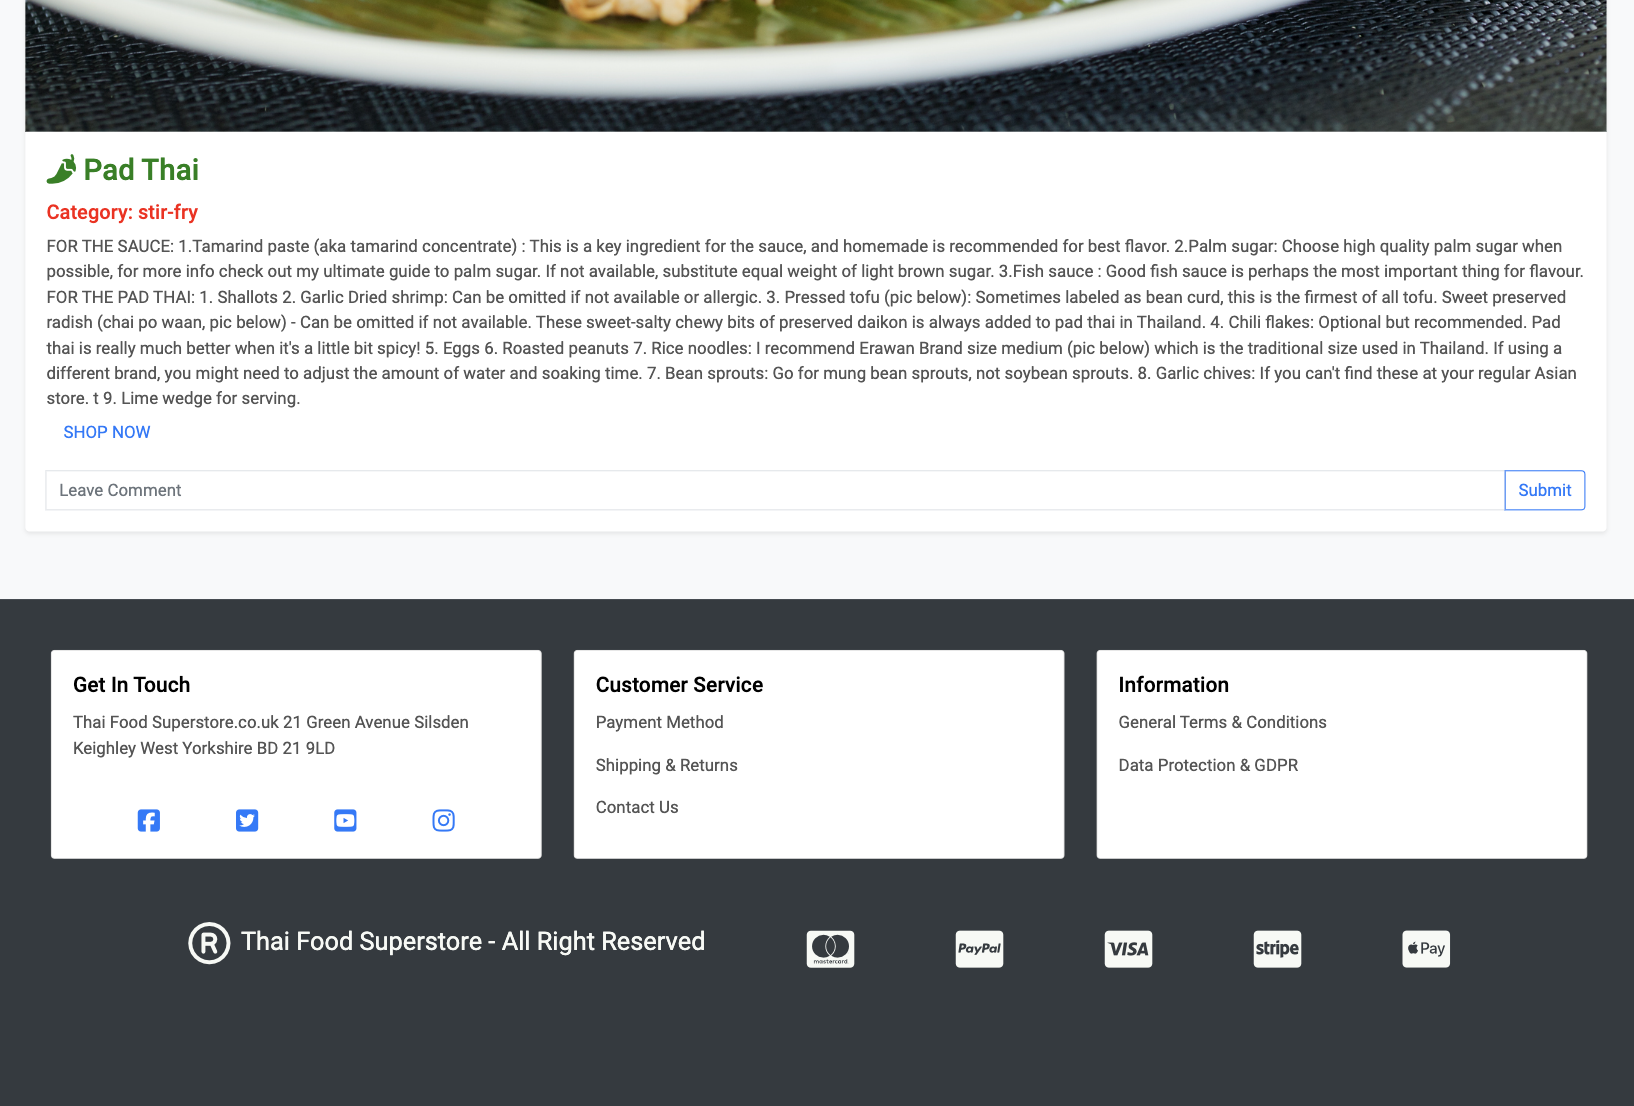 Pad Thai
Category: stir-fry
FOR THE SAUCE: 1.Tamarind paste (aka tamarind concentrate) : This is a key ingredient for the sauce, and homemade is recommended for best flavor. 2.Palm sugar: Choose high quality palm sugar when
possible, for more info check out my ultimate guide to palm sugar. If not available, substitute equal weight of light brown sugar. 3.Fish sauce : Good fish sauce is perhaps the most important thing for flavour.
FOR THE PAD THAI: 1. Shallots 2. Garlic Dried shrimp: Can be omitted if not available or allergic. 3. Pressed tofu (pic below): Sometimes labeled as bean curd, this is the firmest of all tofu. Sweet preserved
radish (chai po waan, pic below) - Can be omitted if not available. These sweet-salty chewy bits of preserved daikon is always added to pad thai in Thailand. 4. Chili flakes: Optional but recommended. Pad
thai is really much better when it's a little bit spicy! 5. Eggs 6. Roasted peanuts 7. Rice noodles: I recommend Erawan Brand size medium (pic below) which is the traditional size used in Thailand. If using a
different brand, you might need to adjust the amount of water and soaking time. 7. Bean sprouts: Go for mung bean sprouts, not soybean sprouts. 8. Garlic chives: If you can't find these at your regular Asian
store. t 9. Lime wedge for serving.
SHOP NOW
Leave Comment
Submit
Get In Touch
Thai Food Superstore.co.uk 21 Green Avenue Silsden
Keighley West Yorkshire BD 21 9LD
Customer Service
Payment Method
Shipping & Returns
Contact Us
Information
General Terms & Conditions
Data Protection & GDPR
® Thai Food Superstore - All Right Reserved
mastercard
PayPal
VISA
stripe
Pay